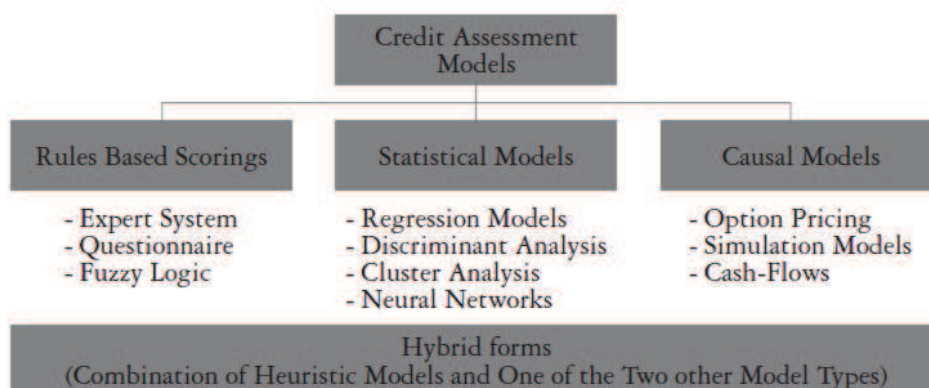 Credit Assessment
Models
Rules Based Scorings
Statistical Models
Causal Models
- Expert System
- Questionnaire
- Fuzzy Logic
- Regression Models
- Discriminant Analysis
- Cluster Analysis
- Neural Networks
- Option Pricing
- Simulation Models
- Cash-Flows
Hybrid forms
(Combination of Heuristic Models and One of the Two other Model Types)